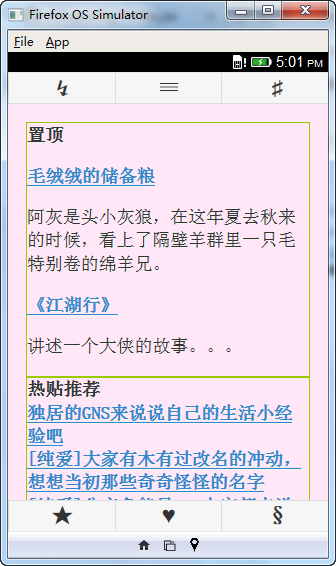 Firefox OS Simulator
File App
5:01 PM
置顶
毛绒绒的储备粮
阿灰是头小灰狼，在这年夏去秋来
的时候，看上了隔壁羊群里一只毛
特别卷的绵羊兄。
《江湖行》
讲述一个大侠的故事。。。
热贴推荐
独居的GNS来说说自己的生活小经
验吧
[纯爱]大家有木有过改名的冲动，
想想当初那些奇奇怪怪的名字